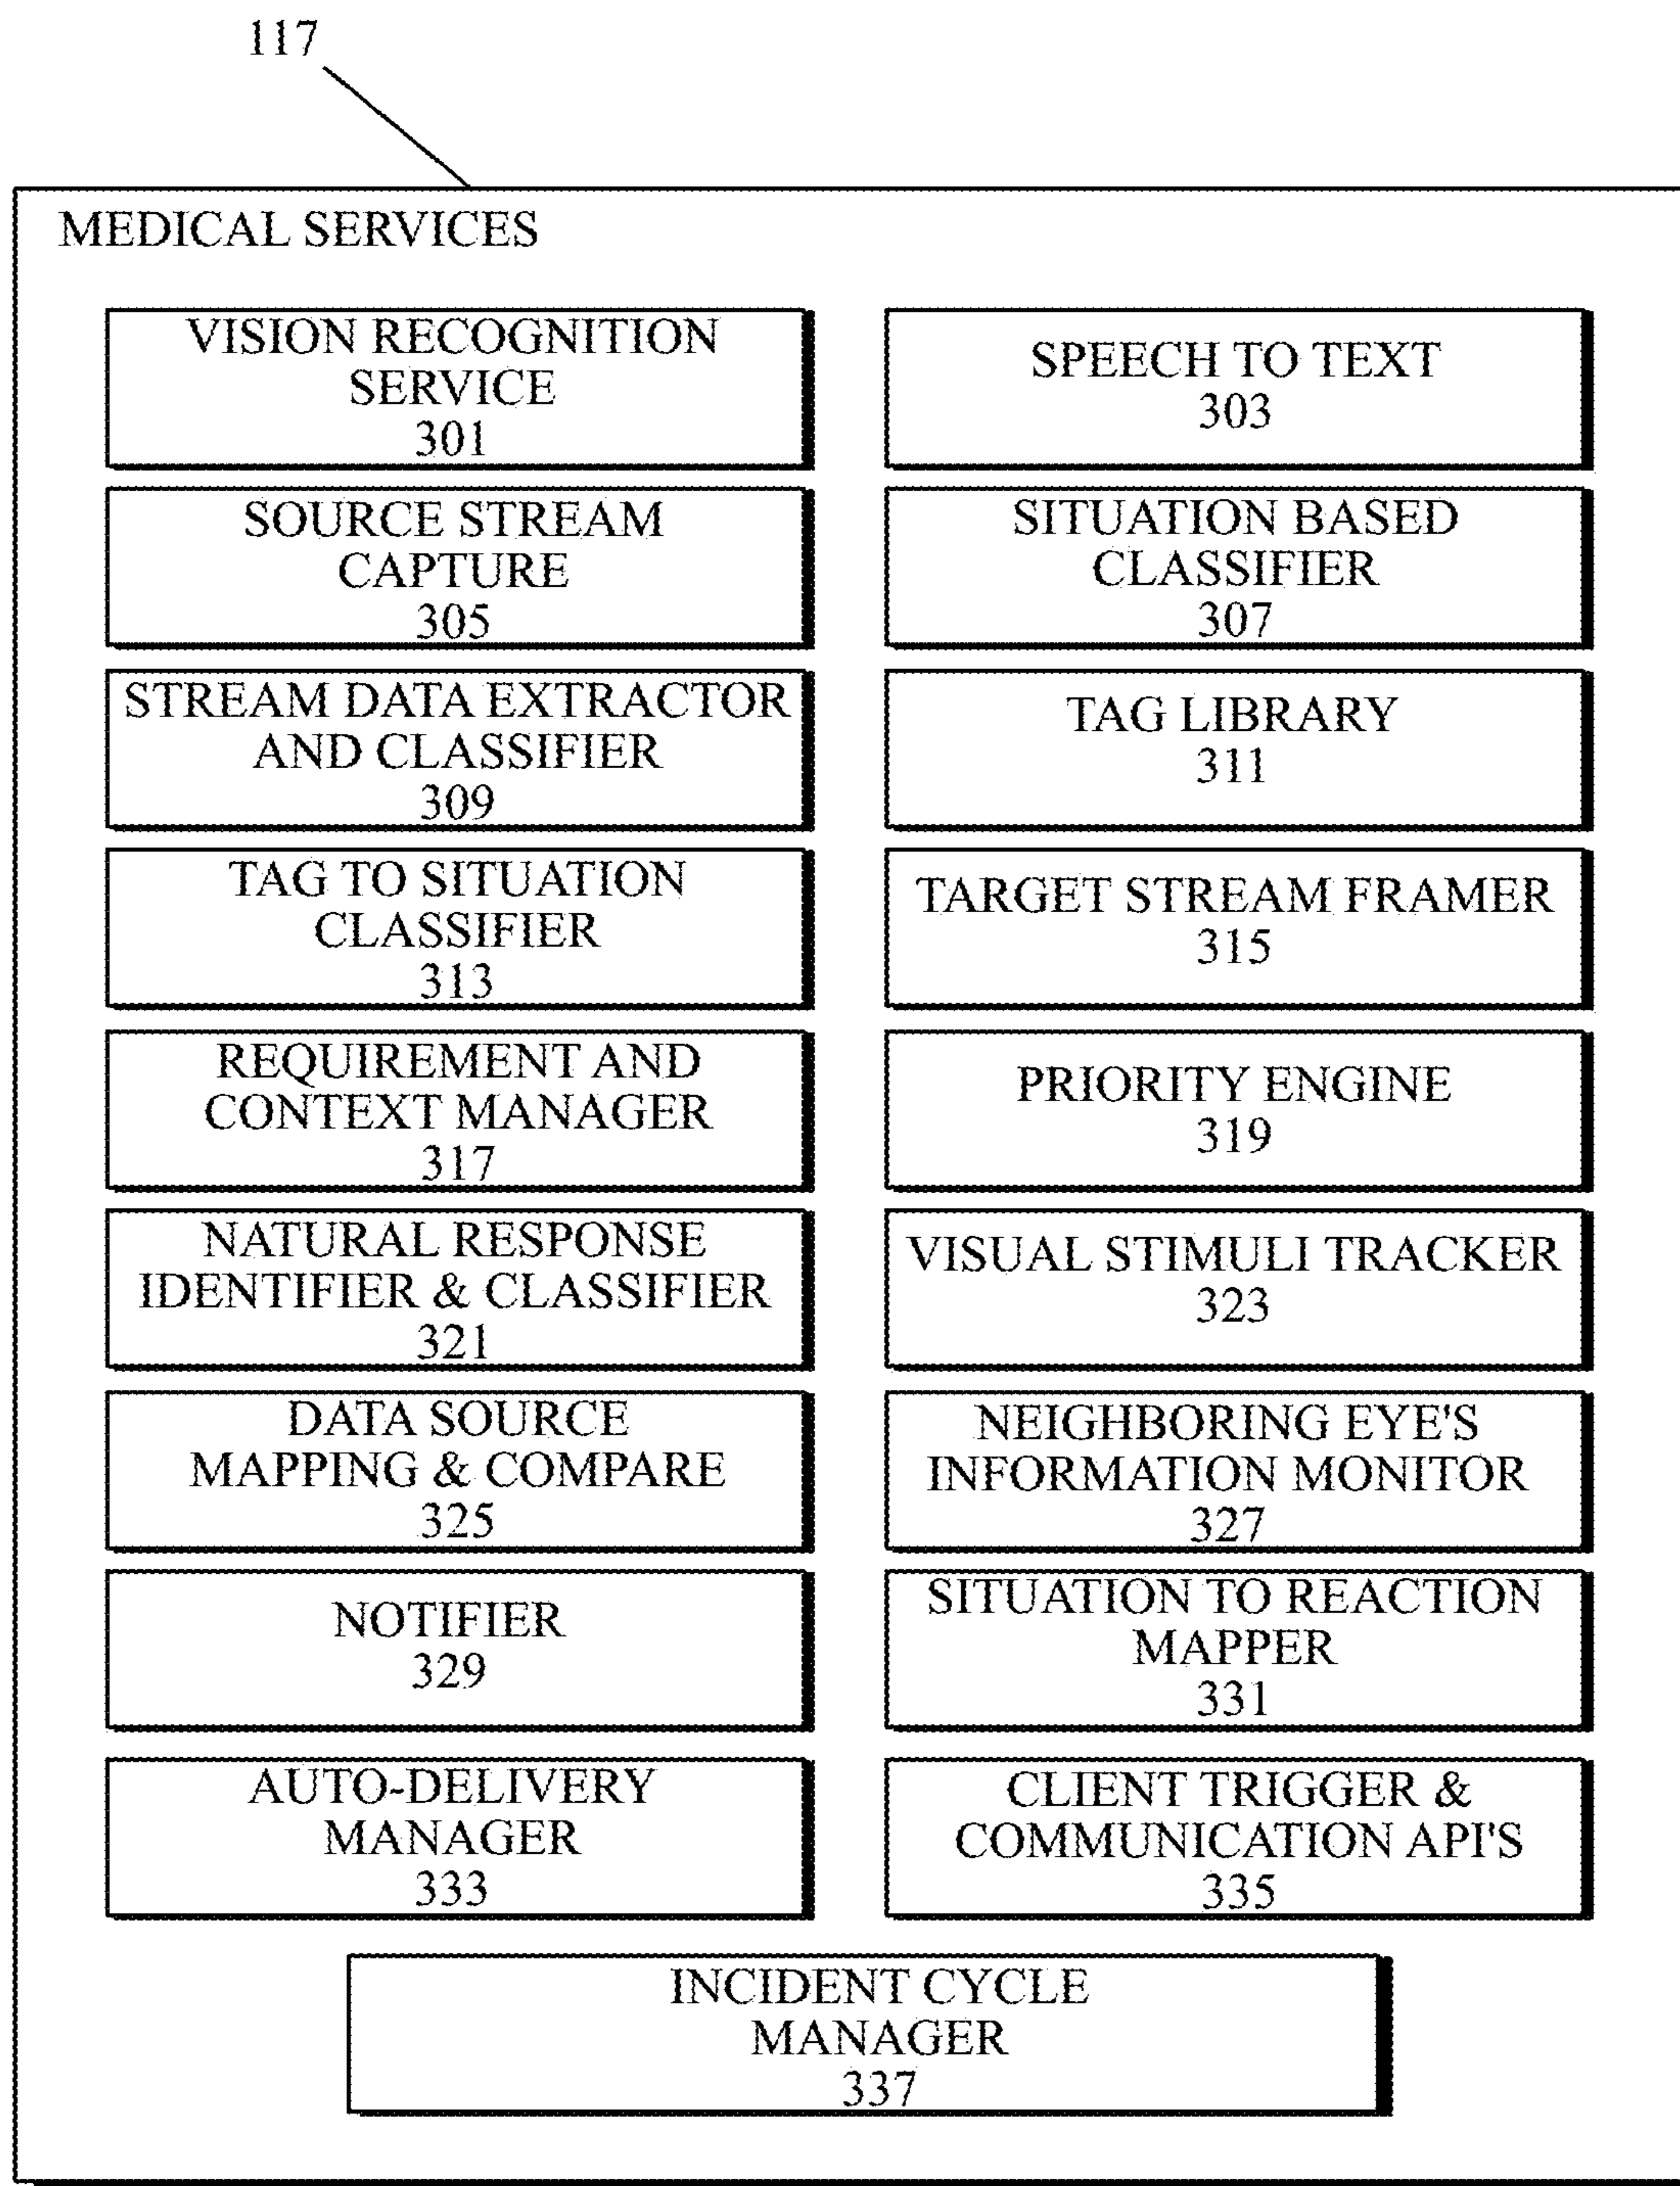 117
MEDICAL SERVICES
VISION RECOGNITION
SERVICE
301
SPEECH TO TEXT
303
SOURCE STREAM
CAPTURE
305
SITUATION BASED
CLASSIFIER
307
STREAM DATA EXTRACTOR
AND CLASSIFIER
309
TAG LIBRARY
311
TAG TO SITUATION
CLASSIFIER
313
TARGET STREAM FRAMER
315
REQUIREMENT AND
CONTEXT MANAGER
317
PRIORITY ENGINE
319
NATURAL RESPONSE
IDENTIFIER & CLASSIFIER
321
VISUAL STIMULI TRACKER
323
DATA SOURCE
MAPPING & COMPARE
325
NEIGHBORING EYE'S
INFORMATION MONITOR
327
NOTIFIER
329
SITUATION TO REACTION
MAPPER
331
AUTO-DELIVERY
MANAGER
333
CLIENT TRIGGER &
COMMUNICATION API'S
335
INCIDENT CYCLE
MANAGER
337